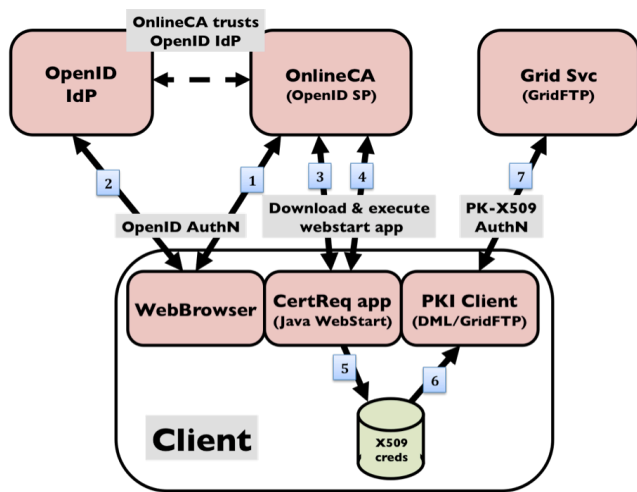 OnlineCA trusts
OpenID IdP
OpenID
IdP
OnlineCA
(OpenID SP)
Grid Svc
(GridFTP)
2
1
3
4
7
OpenID AuthN
Download & execute
webstart app
PK-X509
AuthN
WebBrowser
CertReq app
(Java WebStart)
PKI Client
(DML/GridFTP)
5
6
Client
X509
creds